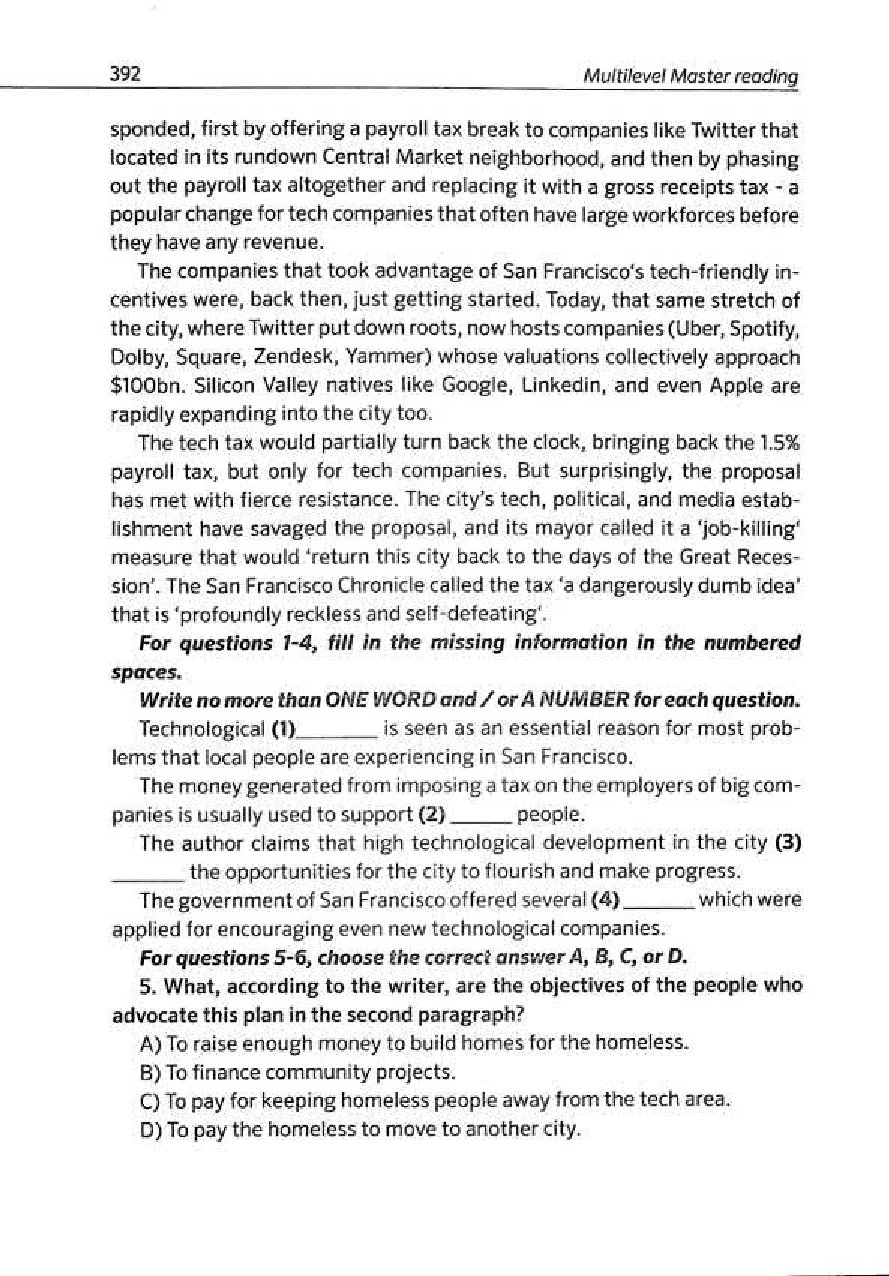 392
Multilevel Master reading
sponded, first by offering a payroll tax break to companies like Twitter that
located in its rundown Central Market neighborhood, and then by phasing
out the payroll tax altogether and replacing it with a gross receipts tax - a
popular change for tech companies that often have large workforces before
they have any revenue.
The companies that took advantage of San Francisco's tech-friendly in-
centives were, back then, just getting started. Today, that same stretch of
the city, where Twitter put down roots, now hosts companies (Uber, Spotify,
Dolby, Square, Zendesk, Yammer) whose valuations collectively approach
$100bn. Silicon Valley natives like Google, Linkedin, and even Apple are
rapidly expanding into the city too.
The tech tax would partially turn back the clock, bringing back the 1.5%
payroll tax, but only for tech companies. But surprisingly, the proposal
has met with fierce resistance. The city's tech, political, and media estab-
lishment have savaged the proposal, and its mayor called it a 'job-killing'
measure that would 'return this city back to the days of the Great Reces-
sion'. The San Francisco Chronicle called the tax 'a dangerously dumb idea'
that is 'profoundly reckless and self-defeating'.
For questions 1-4, fill in the missing information in the numbered
spaces.
Write no more than ONE WORD and / or A NUMBER for each question.
Technological (1)________ is seen as an essential reason for most prob-
lems that local people are experiencing in San Francisco.
The money generated from imposing a tax on the employers of big com-
panies is usually used to support (2) ______ people.
The author claims that high technological development in the city (3)
_______ the opportunities for the city to flourish and make progress.
The government of San Francisco offered several (4) _______ which were
applied for encouraging even new technological companies.
For questions 5-6, choose the correct answer A, B, C, or D.
5. What, according to the writer, are the objectives of the people who
advocate this plan in the second paragraph?
A) To raise enough money to build homes for the homeless.
B) To finance community projects.
C) To pay for keeping homeless people away from the tech area.
D) To pay the homeless to move to another city.